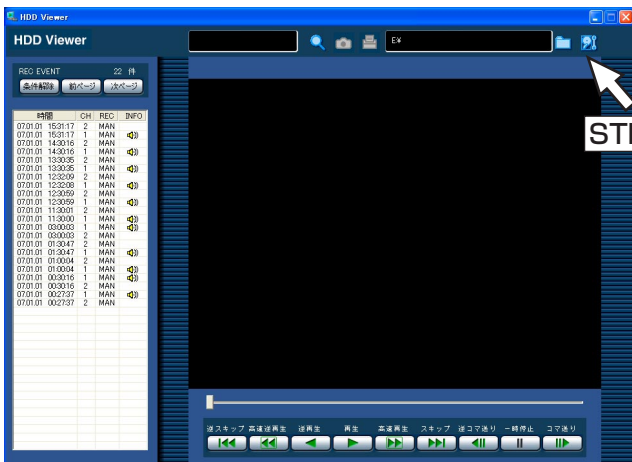 HDD Viewer
HDD Viewer
E¥
REC EVENT 22 件
条件解除 前ページ 次ページ
時間 CH REC INFO
07.01.01 15:31:17 2 MAN
07.01.01 15:31:17 1 MAN
07.01.01 14:30:16 2 MAN
07.01.01 14:30:16 1 MAN
07.01.01 13:30:35 2 MAN
07.01.01 13:30:35 1 MAN
07.01.01 12:32:09 2 MAN
07.01.01 12:32:08 1 MAN
07.01.01 12:30:59 2 MAN
07.01.01 12:30:59 1 MAN
07.01.01 11:30:01 2 MAN
07.01.01 11:30:00 1 MAN
07.01.01 03:00:03 1 MAN
07.01.01 03:00:03 2 MAN
07.01.01 01:30:47 2 MAN
07.01.01 01:30:47 1 MAN
07.01.01 01:00:04 2 MAN
07.01.01 01:00:04 1 MAN
07.01.01 00:30:16 1 MAN
07.01.01 00:30:16 2 MAN
07.01.01 00:27:37 1 MAN
07.01.01 00:27:37 2 MAN
逆スキップ 高速逆再生 逆再生 再生 高速再生 スキップ 逆コマ送り 一時停止 コマ送り